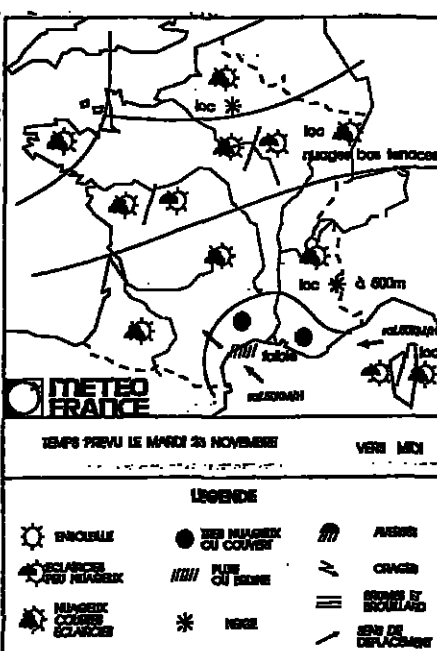 loc
loc
nuages bas tenaces
loc
à 800m
faible
loc
METEO
FRANCE
TEMPS PREVU LE MARDI 23 NOVEMBRE VERS MIDI
LEGENDE
ENSOLEILLE
ECLAIRCIES
PEU NUAGEUX
NUAGEUX
COURTES
ECLAIRCIES
TRES NUAGEUX
OU COUVERT
PLUIE
OU BRUINE
NEIGE
AVERSES
ORAGES
BRUMES ET
BROUILLARD
SENS DE
DEPLACEMENT